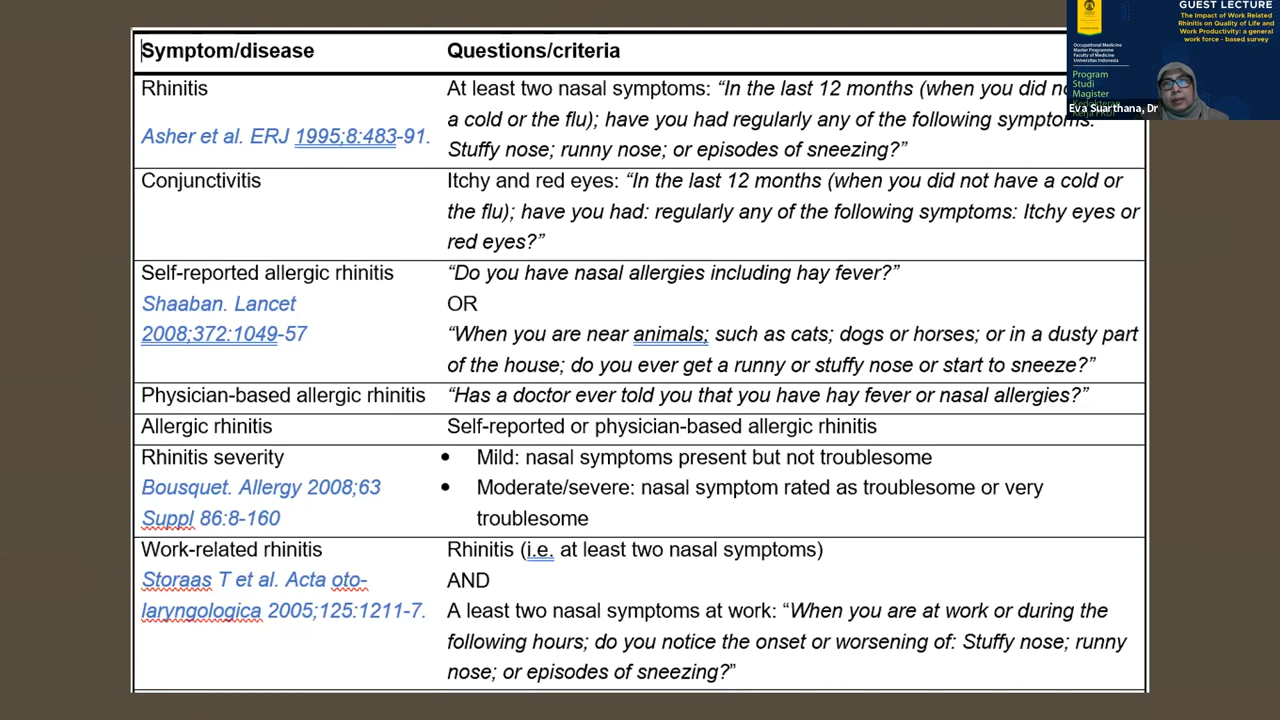 Symptom/disease Questions/criteria
Rhinitis
Asher et al. ERJ 1995;8:483-91.
At least two nasal symptoms: “In the last 12 months (when you did
a cold or the flu); have you had regularly any of the following symptoms:
Stuffy nose; runny nose; or episodes of sneezing?”
Conjunctivitis
Itchy and red eyes: “In the last 12 months (when you did not have a cold or
the flu); have you had: regularly any of the following symptoms: Itchy eyes or
red eyes?”
Self-reported allergic rhinitis
Shaaban. Lancet
2008;372:1049-57
“Do you have nasal allergies including hay fever?”
OR
“When you are near animals; such as cats; dogs or horses; or in a dusty part
of the house; do you ever get a runny or stuffy nose or start to sneeze?”
Physician-based allergic rhinitis
“Has a doctor ever told you that you have hay fever or nasal allergies?”
Allergic rhinitis
Self-reported or physician-based allergic rhinitis
Rhinitis severity
Bousquet. Allergy 2008;63
Suppl 86:8-160
• Mild: nasal symptoms present but not troublesome
• Moderate/severe: nasal symptom rated as troublesome or very
troublesome
Work-related rhinitis
Storaas T et al. Acta oto-
laryngologica 2005;125:1211-7.
Rhinitis (i.e. at least two nasal symptoms)
AND
A least two nasal symptoms at work: “When you are at work or during the
following hours; do you notice the onset or worsening of: Stuffy nose; runny
nose; or episodes of sneezing?”
GUEST LECTURE
The Impact of Work Related
Rhinitis on Quality of Life and
Work Productivity: a general
work force - based survey
Occupational Medicine
Master Programme
Faculty of Medicine
Universitas Indonesia
Program
Studi
Magister
Eva Suarthana, Dr